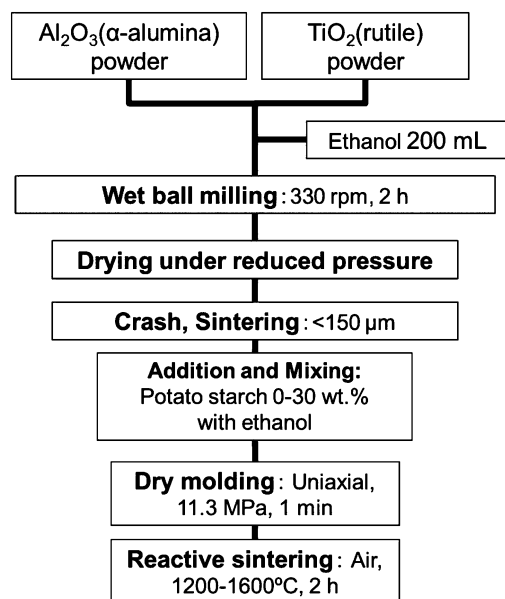 Al₂O₃(α-alumina)
powder
TiO₂(rutile)
powder
Ethanol 200 mL
Wet ball milling : 330 rpm, 2 h
Drying under reduced pressure
Crash, Sintering : <150 μm
Addition and Mixing:
Potato starch 0-30 wt.%
with ethanol
Dry molding : Uniaxial,
11.3 MPa, 1 min
Reactive sintering : Air,
1200-1600ºC, 2 h